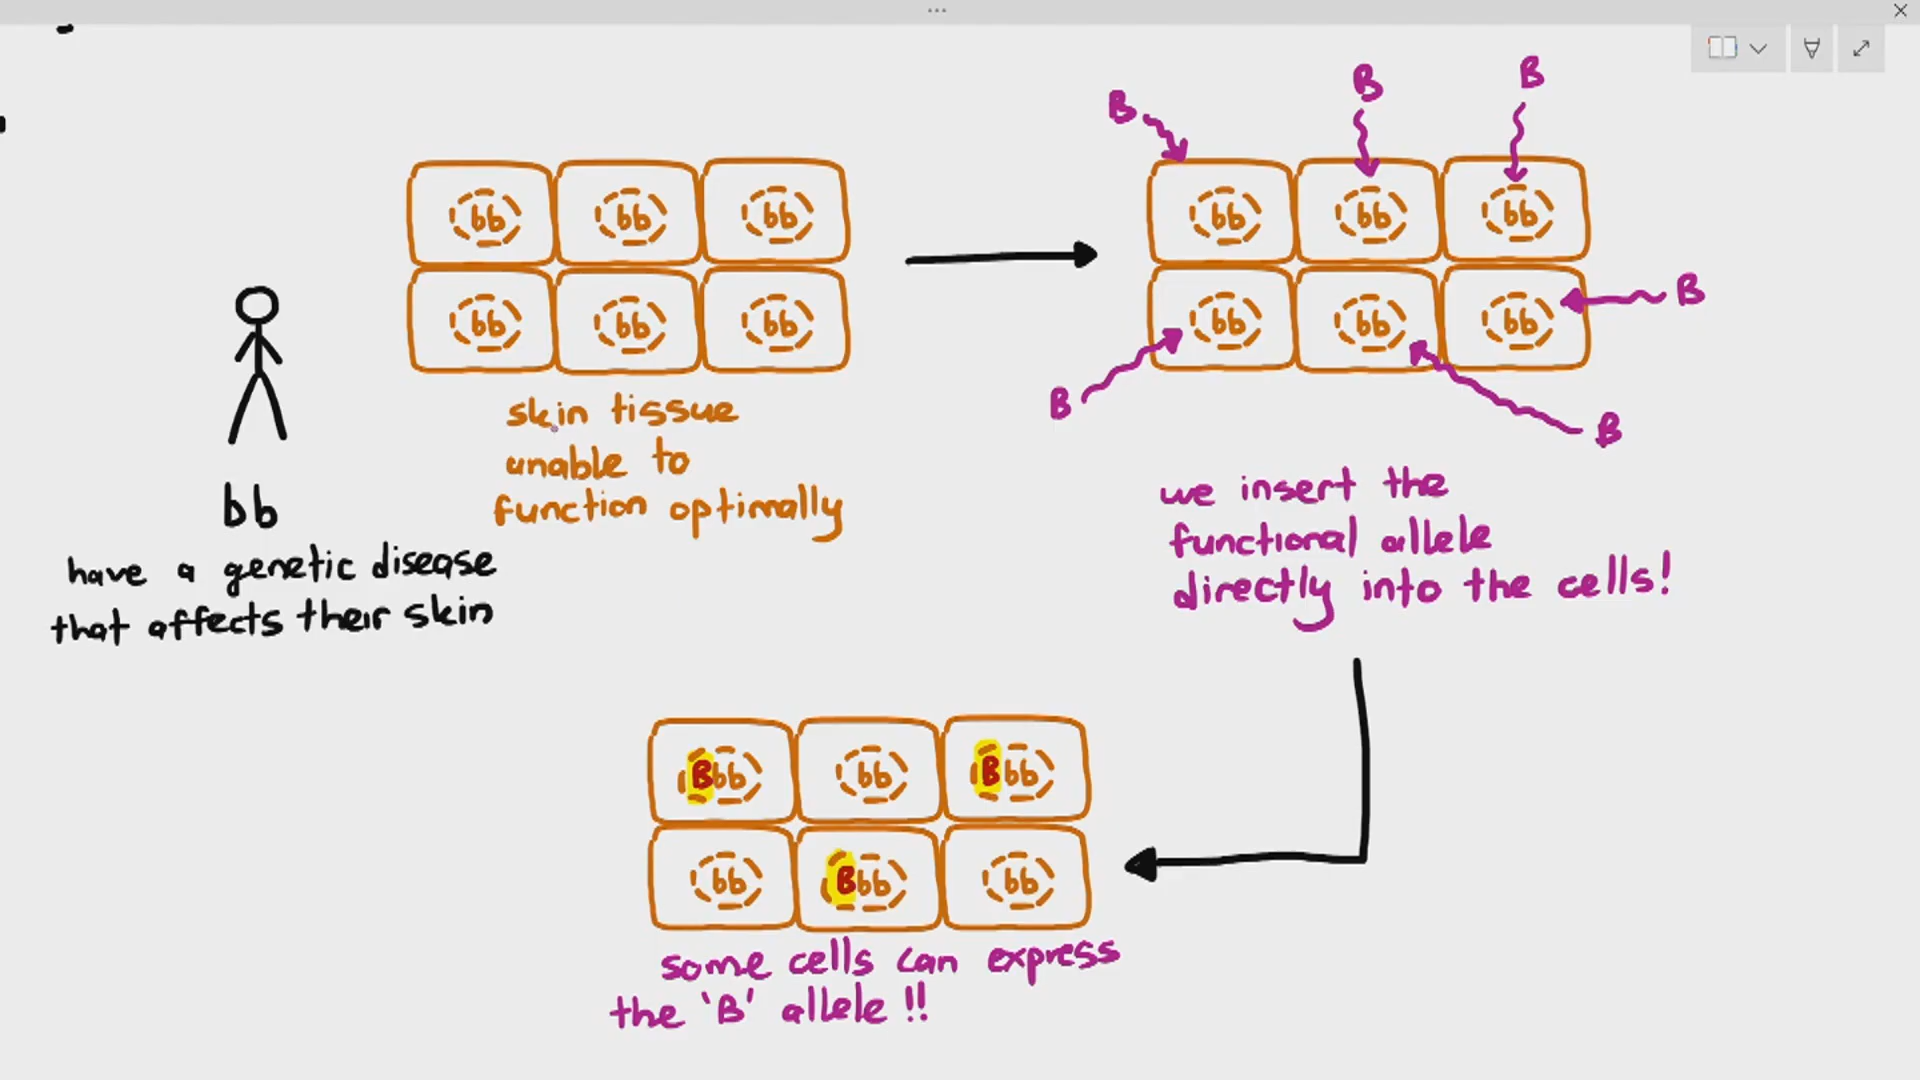 B
B
B
bb
bb
bb
bb
bb
bb
bb
bb
bb
bb
bb
bb
B
B
B
skin tissue
unable to
function optimally
bb
have a genetic disease
that affects their skin
we insert the
functional allele
directly into the cells!
Bbb
bb
Bbb
bb
Bbb
bb
some cells can express
the 'B' allele !!